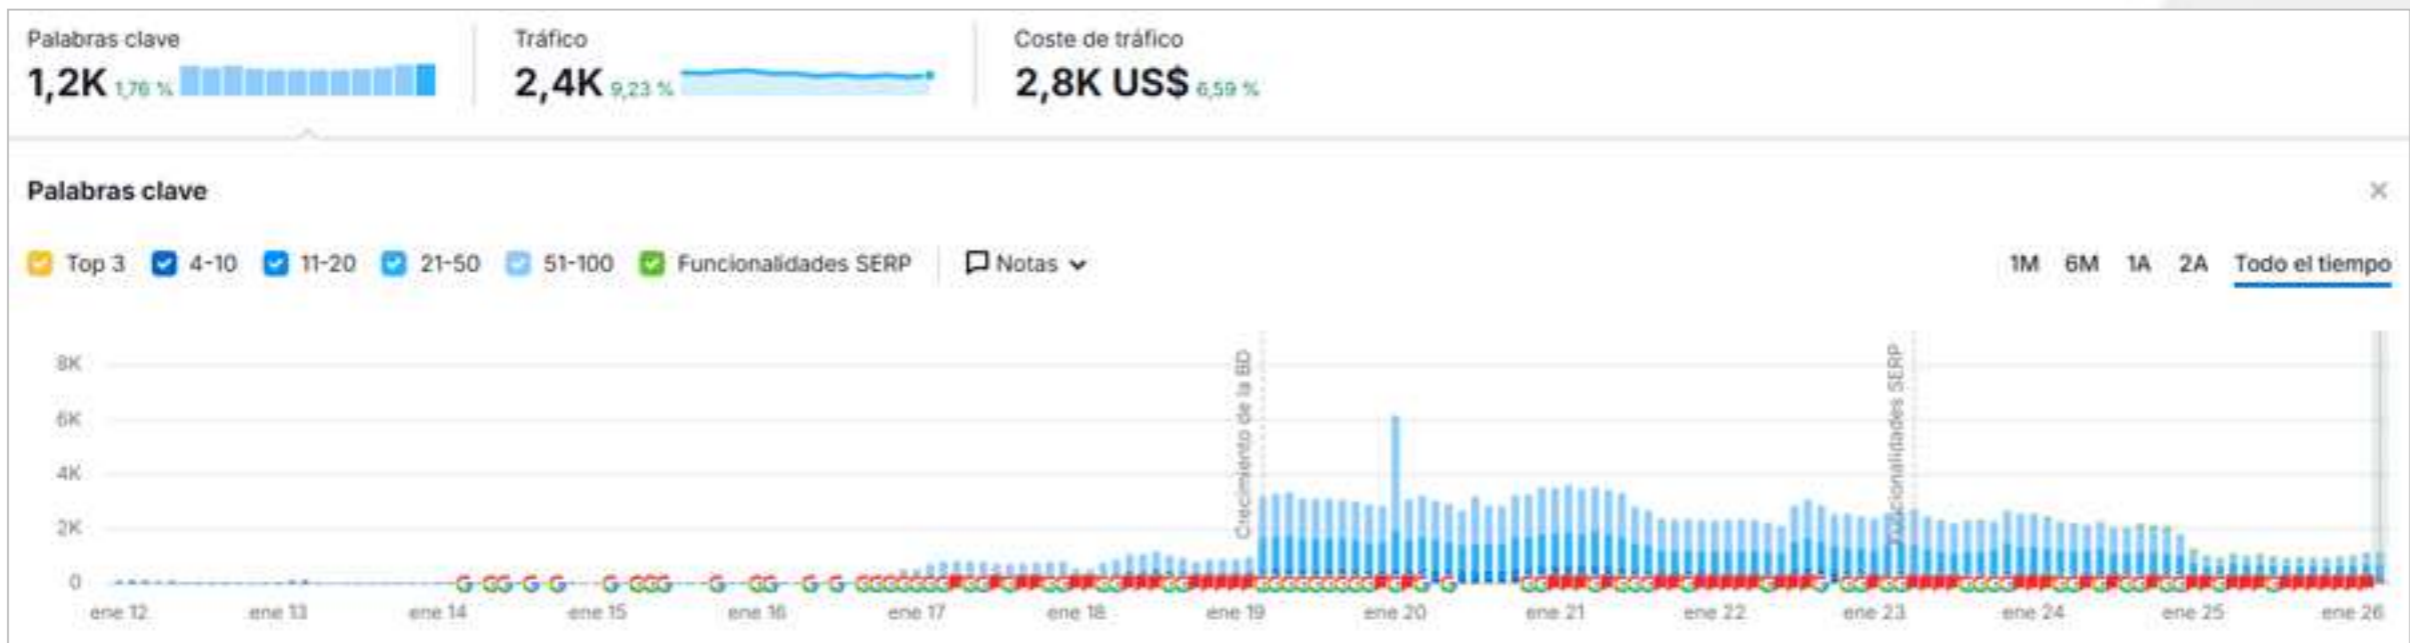 Palabras clave
1,2K 1,76 %
Tráfico
2,4K 9,23 %
Coste de tráfico
2,8K US$ 6,59 %
Palabras clave
Top 3 4-10 11-20 21-50 51-100 Funcionalidades SERP Notas 1M 6M 1A 2A Todo el tiempo
8K
6K
4K
2K
0
Crecimiento de la BD
Funcionalidades SERP
ene 12 ene 13 ene 14 ene 15 ene 16 ene 17 ene 18 ene 19 ene 20 ene 21 ene 22 ene 23 ene 24 ene 25 ene 26